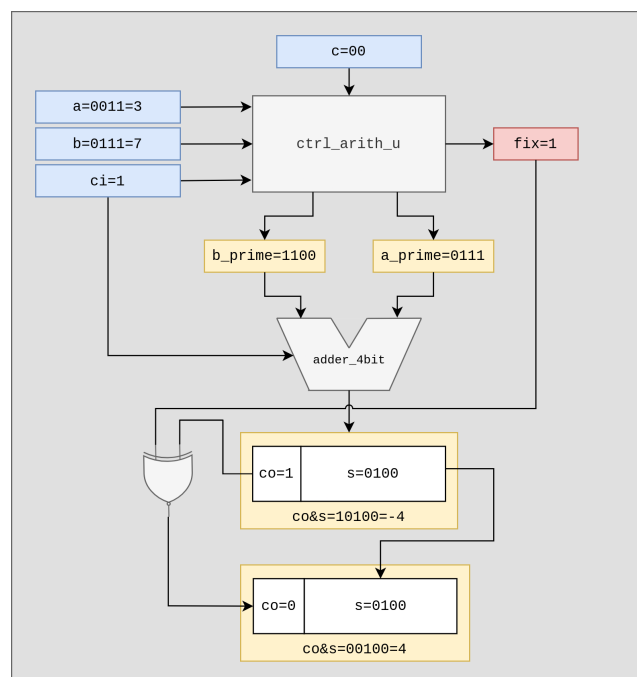 c=00
a=0011=3
b=0111=7
ci=1
ctrl_arith_u
fix=1
b_prime=1100
a_prime=0111
adder_4bit
co=1
s=0100
co&s=10100=-4
co=0
s=0100
co&s=00100=4